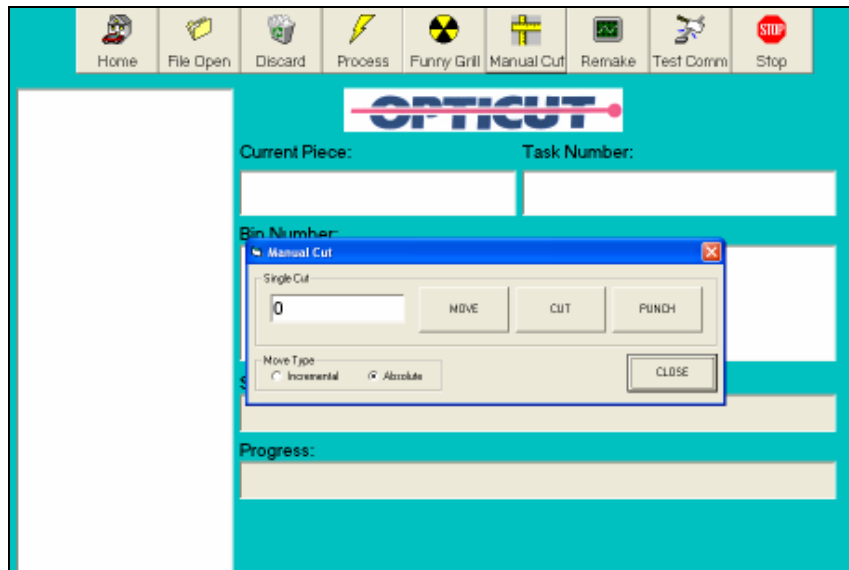 Home File Open Discard Process Funny Grill Manual Cut Remake Test Comm Stop
STOP
OPTICUT
Current Piece: Task Number:
Bin Number:
Manual Cut
Single Cut
0 MOVE CUT PUNCH
Move Type
Incremental Absolute
CLOSE
S
Progress: